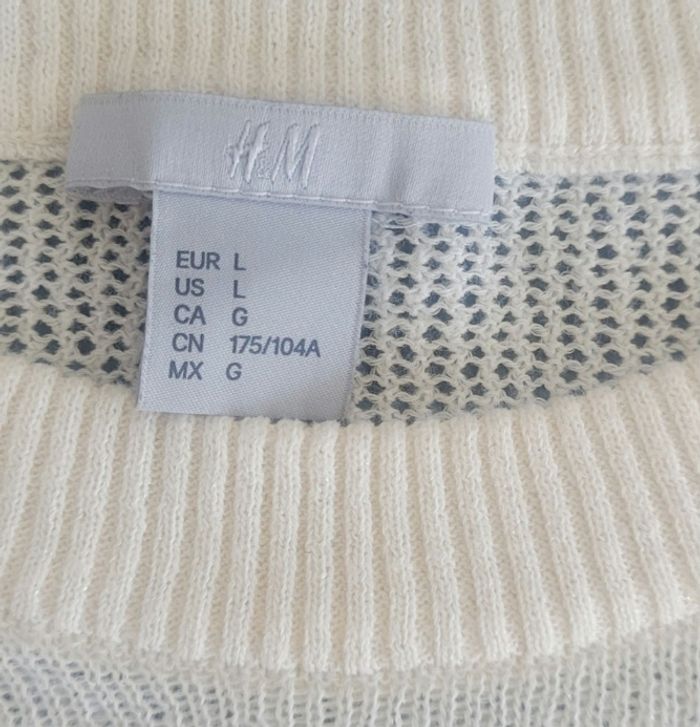 H&M
EUR L
US L
CA G
CN 175/104A
MX G